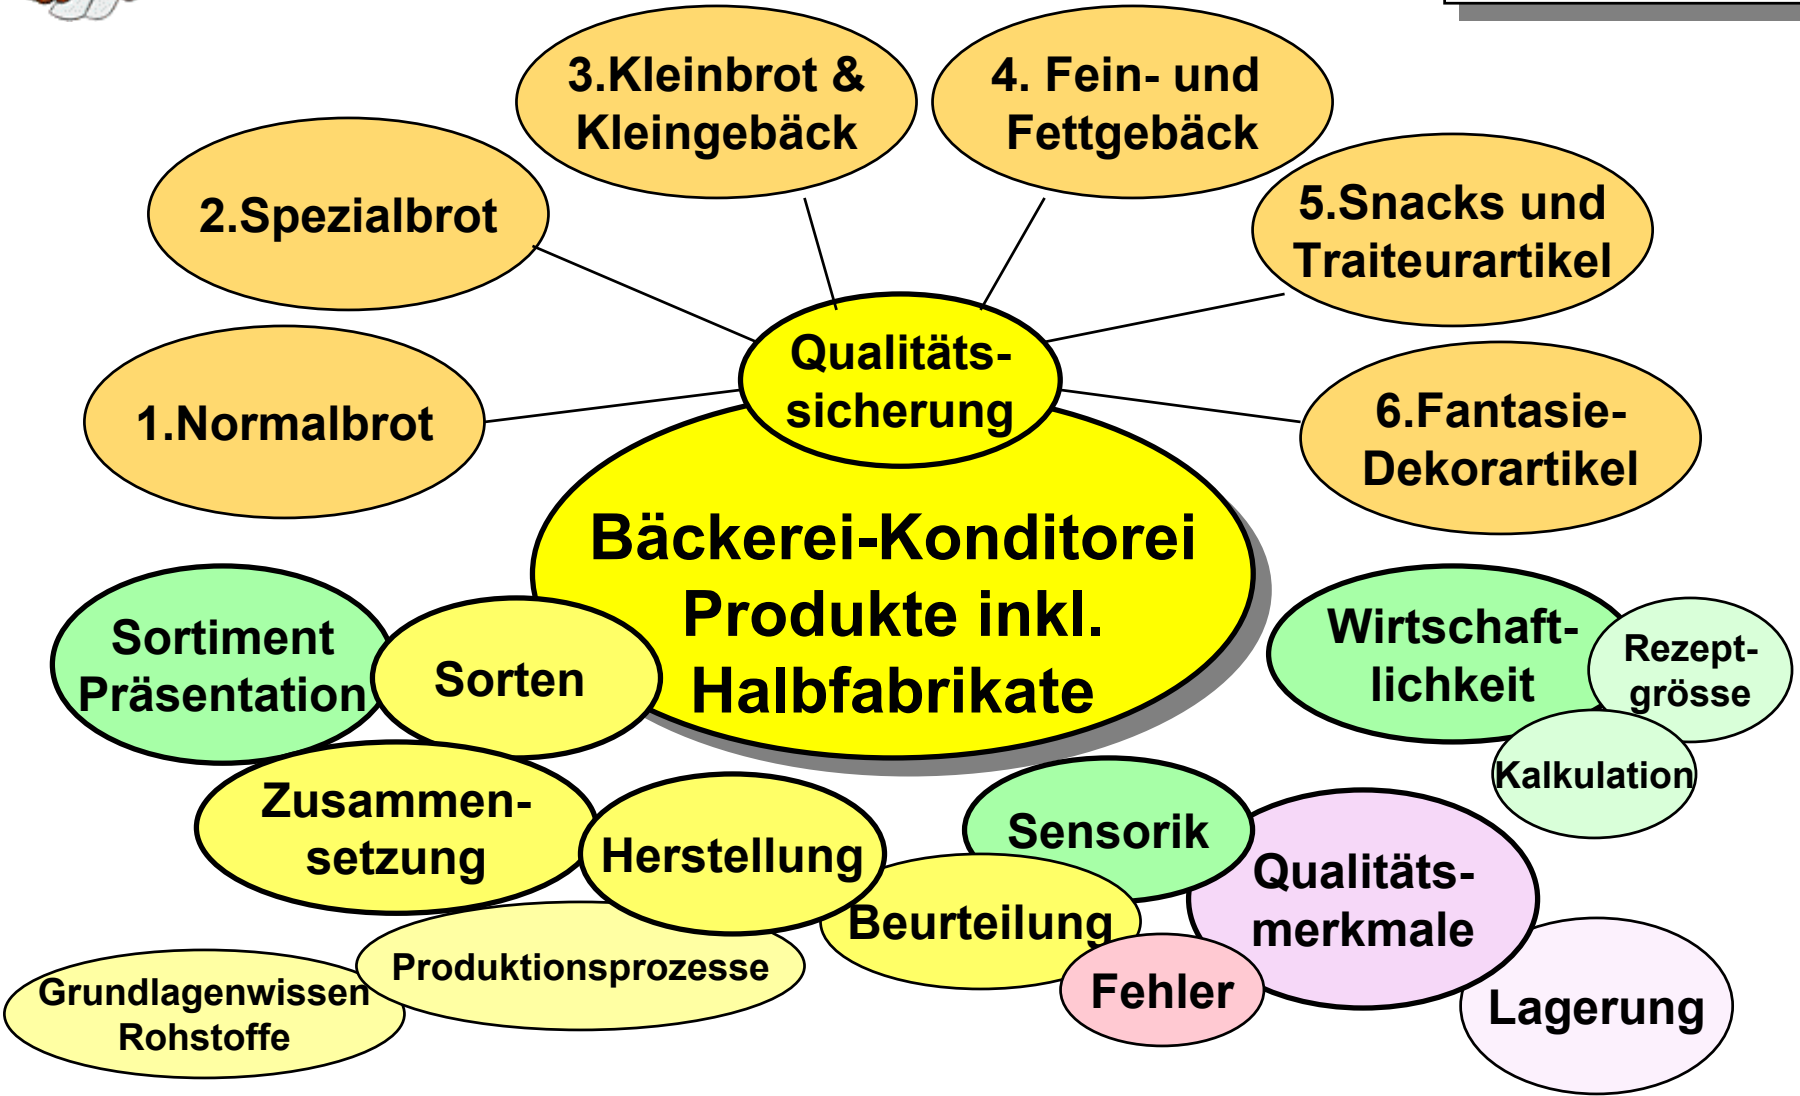 3.Kleinbrot &
Kleingebäck
4. Fein- und
Fettgebäck
2.Spezialbrot
5.Snacks und
Traiteurartikel
1.Normalbrot
Qualitäts-
sicherung
6.Fantasie-
Dekorartikel
Bäckerei-Konditorei
Produkte inkl.
Halbfabrikate
Sortiment
Präsentation
Sorten
Wirtschaft-
lichkeit
Rezept-
grösse
Kalkulation
Zusammen-
setzung
Herstellung
Sensorik
Qualitäts-
merkmale
Beurteilung
Fehler
Lagerung
Produktionsprozesse
Grundlagenwissen
Rohstoffe